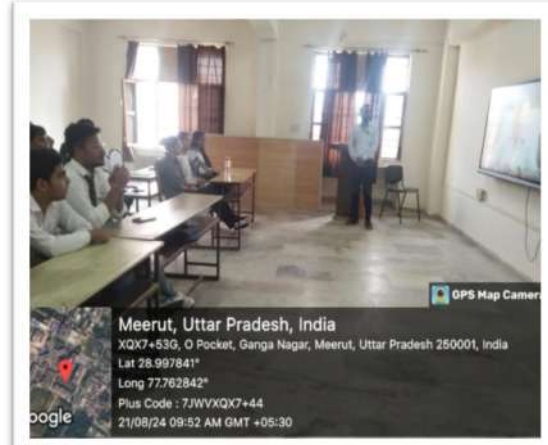 GPS Map Camera
Meerut, Uttar Pradesh, India
XQX7+53G, O Pocket, Ganga Nagar, Meerut, Uttar Pradesh 250001, India
Lat 28.997841°
Long 77.762842°
Plus Code : 7JWVXQX7+44
21/08/24 09:52 AM GMT +05:30
oogle